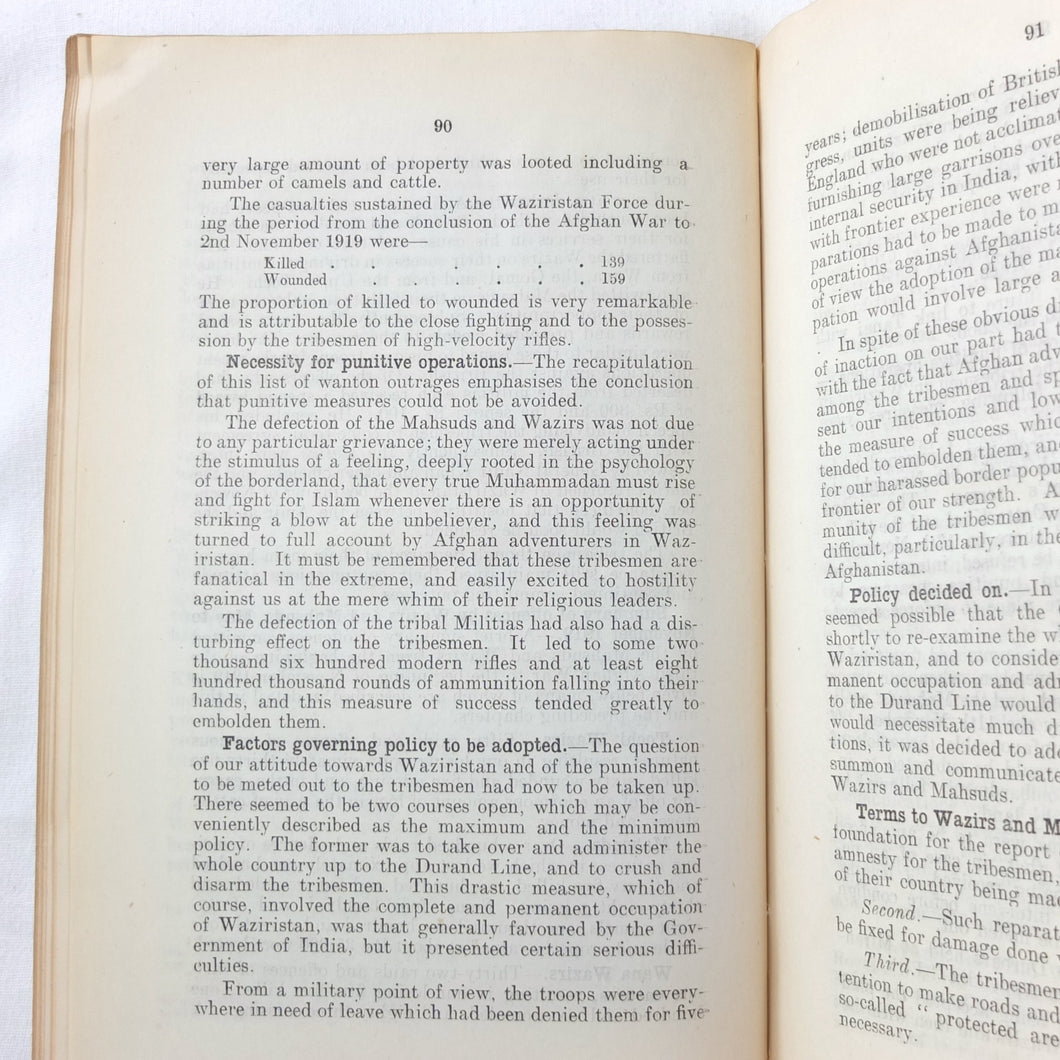 90
very large amount of property was looted including a
number of camels and cattle.
The casualties sustained by the Waziristan Force dur-
ing the period from the conclusion of the Afghan War to
2nd November 1919 were—
Killed . . . . . . 139
Wounded . . . . . . 159
The proportion of killed to wounded is very remarkable
and is attributable to the close fighting and to the posses-
sion by the tribesmen of high-velocity rifles.
Necessity for punitive operations.—The recapitulation
of this list of wanton outrages emphasises the conclusion
that punitive measures could not be avoided.
The defection of the Mahsuds and Wazirs was not due
to any particular grievance; they were merely acting under
the stimulus of a feeling, deeply rooted in the psychology
of the borderland, that every true Muhammadan must rise
and fight for Islam whenever there is an opportunity of
striking a blow at the unbeliever, and this feeling was
turned to full account by Afghan adventurers in Waz-
iristan. It must be remembered that these tribesmen are
fanatical in the extreme, and easily excited to hostility
against us at the mere whim of their religious leaders.
The defection of the tribal Militias had also had a dis-
turbing effect on the tribesmen. It led to some two
thousand six hundred modern rifles and at least eight
hundred thousand rounds of ammunition falling into their
hands, and this measure of success tended greatly to
embolden them.
Factors governing policy to be adopted.—The question
of our attitude towards Waziristan and of the punishment
to be meted out to the tribesmen had now to be taken up.
There seemed to be two courses open, which may be con-
veniently described as the maximum and the minimum
policy. The former was to take over and administer the
whole country up to the Durand Line, and to crush and
disarm the tribesmen. This drastic measure, which of
course, involved the complete and permanent occupation
of Waziristan, was that generally favoured by the Gov-
ernment of India, but it presented certain serious diffi-
culties.
From a military point of view, the troops were every-
where in need of leave which had been denied them for five
91
years; demobilisation of British
gress, units were being relieve
England who were not acclimat
furnishing large garrisons ove
internal security in India, with
with frontier experience were
parations had to be made to m
operations against Afghanista
of view the adoption of the ma
pation would involve large a
In spite of these obvious d
of inaction on our part had t
with the fact that Afghan adv
among the tribesmen and sp
sent our intentions and low
the measure of success whic
tended to embolden them, an
for our harassed border popu
frontier of our strength. A
munity of the tribesmen w
difficult, particularly, in the
Afghanistan.
Policy decided on.—In
seemed possible that the
shortly to re-examine the w
Waziristan, and to conside
manent occupation and ad
to the Durand Line would
would necessitate much d
tions, it was decided to ad
summon and communicate
Wazirs and Mahsuds.
Terms to Wazirs and M
foundation for the report
amnesty for the tribesmen,
of their country being mad
Second.—Such reparat
be fixed for damage done
Third.—The tribesmen
tention to make roads and
so-called " protected are
necessary.